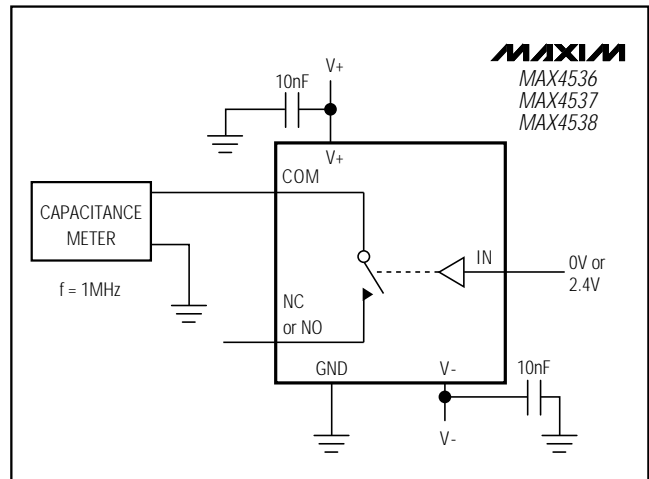 MAXIM
MAX4536
MAX4537
MAX4538
V+
10nF
V+
COM
CAPACITANCE
METER
f = 1MHz
IN
0V or
2.4V
NC
or NO
GND
V-
10nF
V-